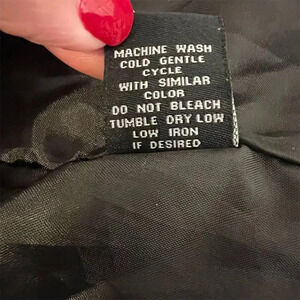 MACHINE WASH
COLD GENTLE
CYCLE
WITH SIMILAR
COLOR
DO NOT BLEACH
TUMBLE DRY LOW
LOW IRON
IF DESIRED